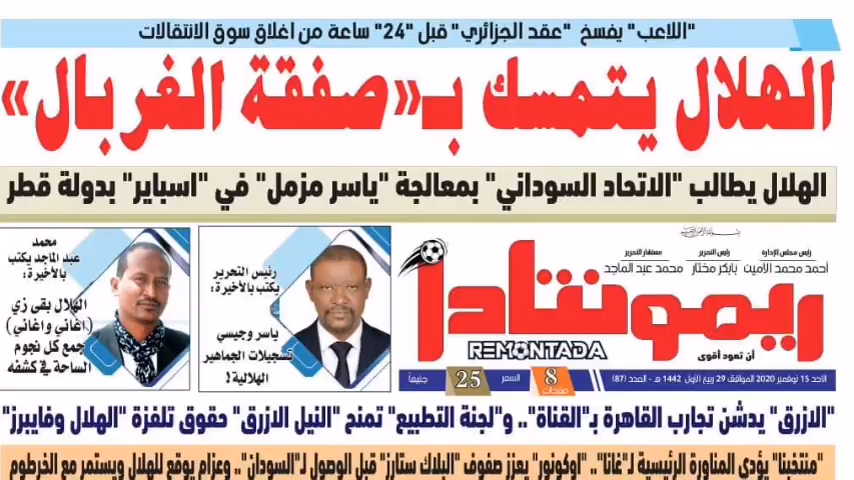 "اللاعب" يفسخ "عقد الجزائري" قبل "24" ساعة من اغلاق سوق الانتقالات
الهلال يتمسك بـ«صفقة الغربال»
الهلال يطالب "الاتحاد السوداني" بمعالجة "ياسر مزمل" في "اسباير" بدولة قطر
رئيس مجلس الإدارة
أحمد محمد الأمين
رئيس التحرير
بابكر مختار
مستشار التحرير
محمد عبد الماجد
ريمونتادا
REMONTADA
أن تعود أقوى
الاحد 15 نوفمبر 2020 الموافق 29 ربيع الاول 1442 هـ - العدد (87)
8 صفحات
السعر 25 جنيهاً
رئيس التحرير
يكتب بالأخيرة:
ياسر وجيسي
تسجيلات الجماهير
الهلالية!
محمد
عبد الماجد يكتب
بالأخيرة:
الهلال بقى زي
(أغاني واغاني)
جمع كل نجوم
الساحة في كشفه
"الازرق" يدشن تجارب القاهرة بـ"القناة".. و"لجنة التطبيع" تمنح "النيل الازرق" حقوق تلفزة "الهلال وفايبرز"
"منتخبنا" يؤدي المناورة الرئيسية لـ"غانا".. "اوكونور" يعزز صفوف "البلاك ستارز" قبل الوصول لـ"السودان".. وعزام يوقع للهلال ويستمر مع الخرطوم